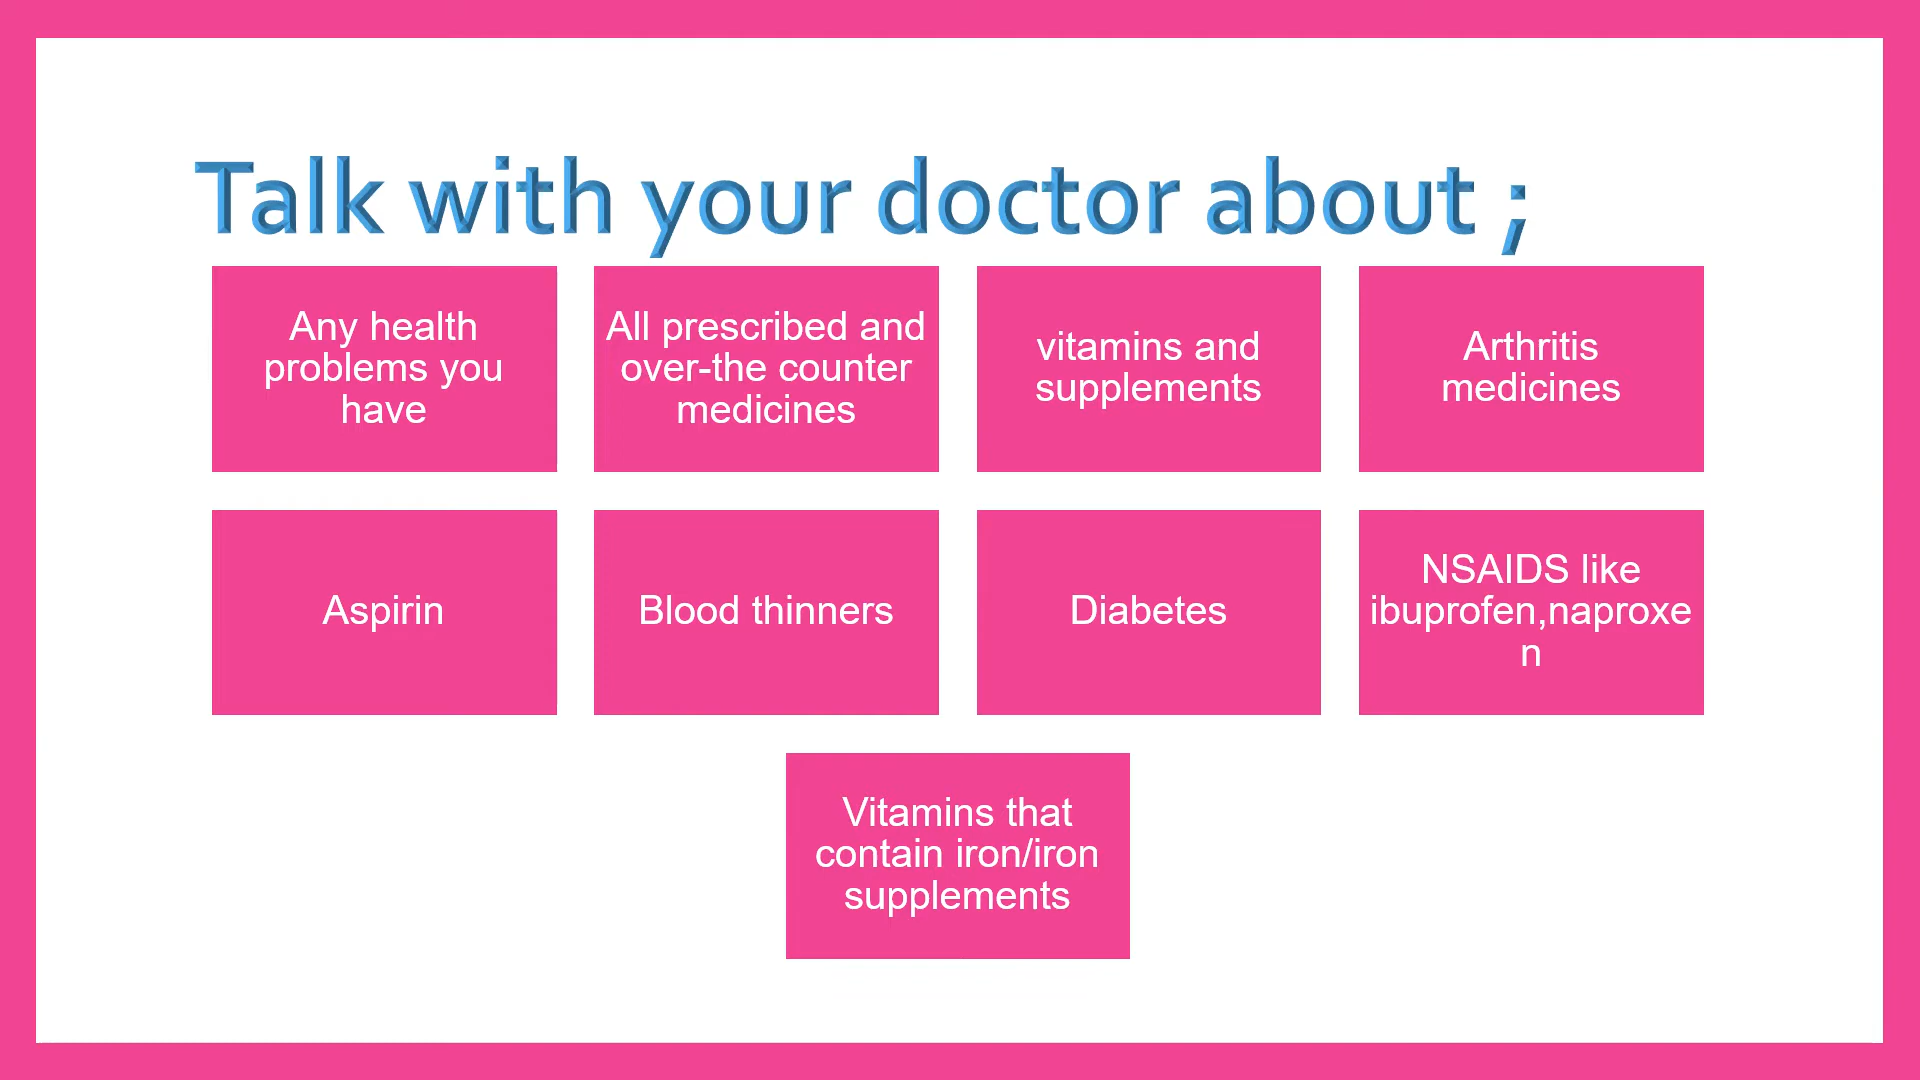 Talk with your doctor about ;
Any health
problems you
have
All prescribed and
over-the counter
medicines
vitamins and
supplements
Arthritis
medicines
Aspirin
Blood thinners
Diabetes
NSAIDS like
ibuprofen,naproxe
n
Vitamins that
contain iron/iron
supplements